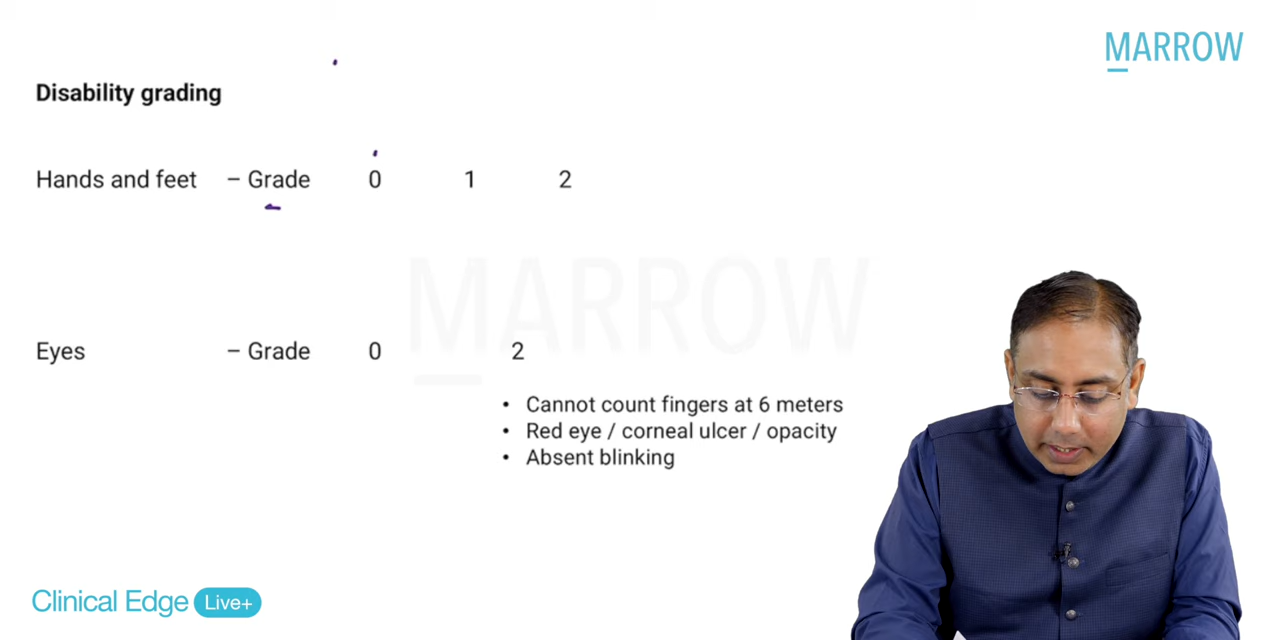 MARROW
Disability grading
Hands and feet – Grade 0 1 2
MARROW
Eyes – Grade 0 2
• Cannot count fingers at 6 meters
• Red eye / corneal ulcer / opacity
• Absent blinking
Clinical Edge Live+